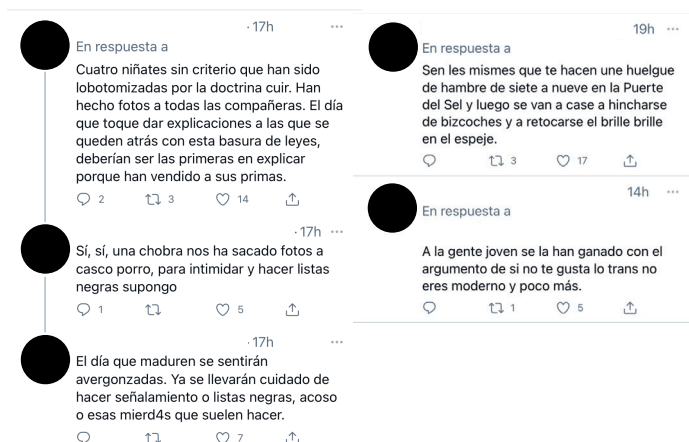 · 17h
En respuesta a
Cuatro niñates sin criterio que han sido
lobotomizadas por la doctrina cuir. Han
hecho fotos a todas las compañeras. El día
que toque dar explicaciones a las que se
queden atrás con esta basura de leyes,
deberían ser las primeras en explicar
porque han vendido a sus primas.
2 3 14
· 17h
Sí, sí, una chobra nos ha sacado fotos a
casco porro, para intimidar y hacer listas
negras supongo
1 5
· 17h
El día que maduren se sentirán
avergonzadas. Ya se llevarán cuidado de
hacer señalamiento o listas negras, acoso
o esas mierd4s que suelen hacer.
7
19h
En respuesta a
Sen les mismes que te hacen une huelgue
de hambre de siete a nueve en la Puerte
del Sel y luego se van a case a hincharse
de bizcoches y a retocarse el brille brille
en el espeje.
3 17
14h
En respuesta a
A la gente joven se la han ganado con el
argumento de si no te gusta lo trans no
eres moderno y poco más.
1 5